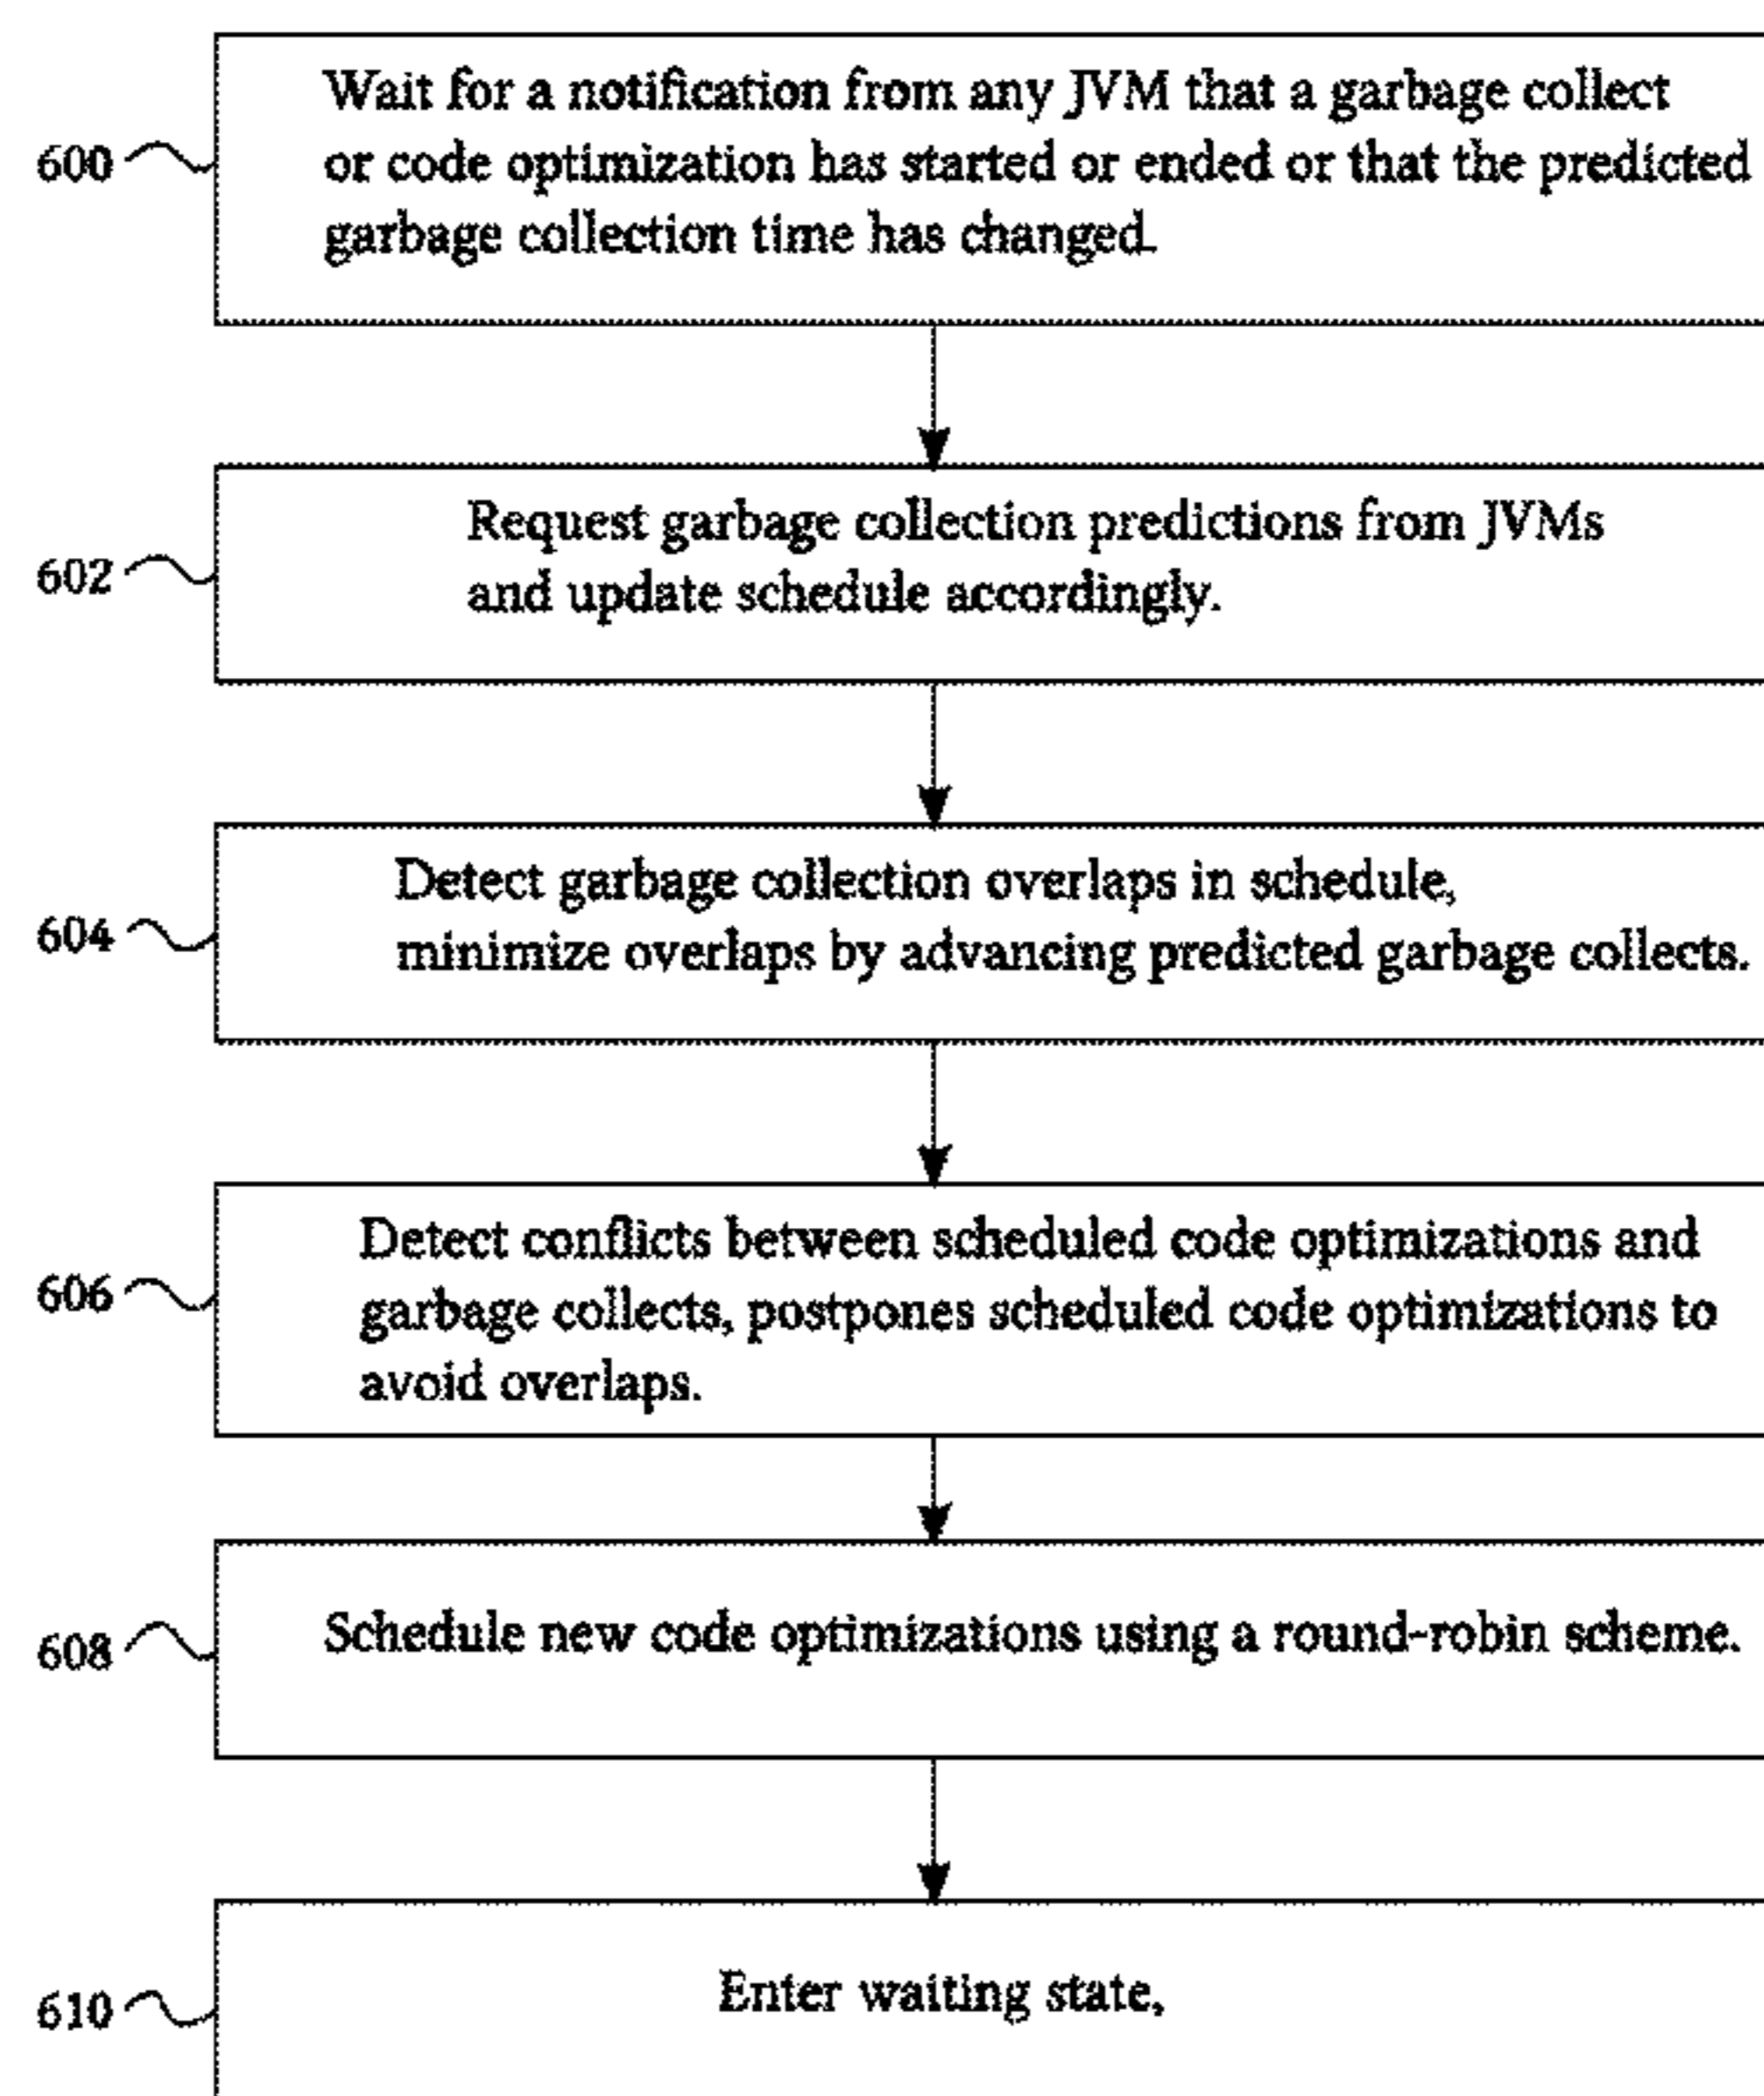 Wait for a notification from any JVM that a garbage collect
600
or code optimization has started or ended or that the predicted
garbage collection time has changed.
Request garbage collection predictions from JVMs
602
and update schedule accordingly.
Detect garbage collection overlaps in schedule,
604
minimize overlaps by advancing predicted garbage collects.
Detect conflicts between scheduled code optimizations and
606
garbage collects, postpones scheduled code optimizations to
avoid overlaps.
608
Schedule new code optimizations using a round-robin scheme.
610
Enter waiting state,